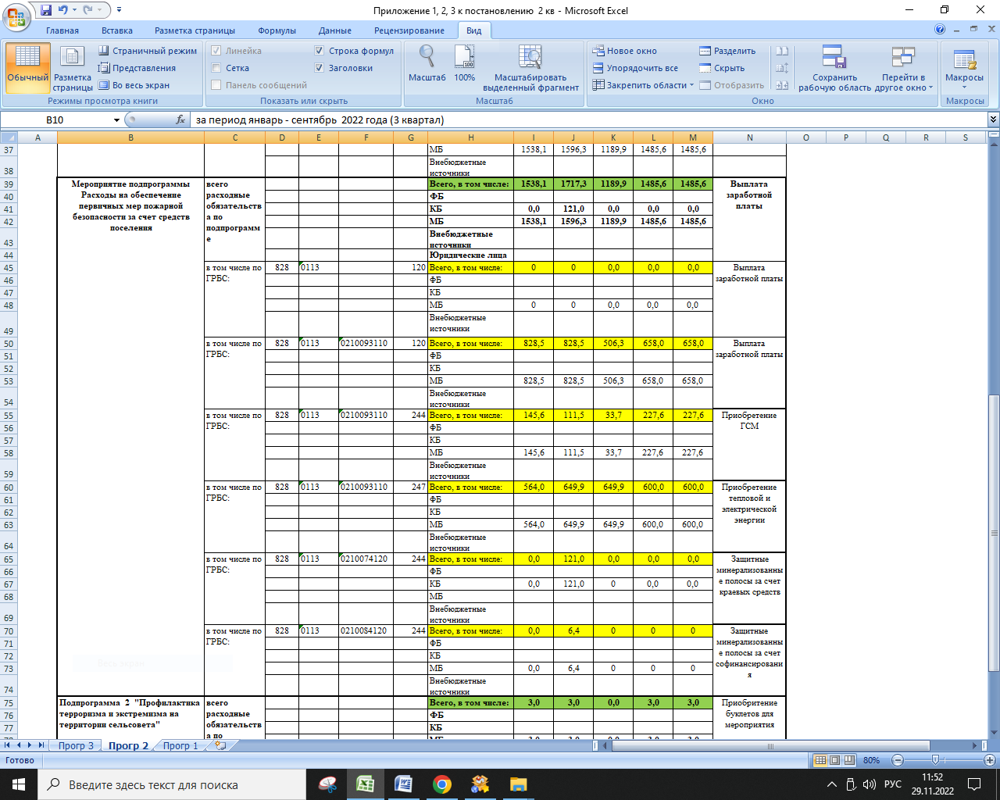 Приложение 1, 2, 3 к постановлению 2 кв - Microsoft Excel
Главная Вставка Разметка страницы Формулы Данные Рецензирование Вид
Обычный Разметка страницы Страничный режим Представления Во весь экран
Режимы просмотра книги
Линейка Сетка Панель сообщений Строка формул Заголовки
Показать или скрыть
Масштаб 100% Масштабировать выделенный фрагмент
Масштаб
Новое окно Упорядочить все Закрепить области Разделить Скрыть Отобразить
Сохранить рабочую область Перейти в другое окно
Окно
Макросы
Макросы
B10 fx за период январь - сентябрь 2022 года (3 квартал)
A B C D E F G H I J K L M N O P Q R S
37 МБ 1538,1 1596,3 1189,9 1485,6 1485,6
38 Внебюджетные источники
39 Мероприятие подпрограммы Расходы на обеспечение первичных мер пожарной безопасности за счет средств поселения всего расходные обязательств а по подпрограмм е Всего, в том числе: 1538,1 1717,3 1189,9 1485,6 1485,6 Выплата заработной платы
40 ФБ
41 КБ 0,0 121,0 0,0 0,0 0,0
42 МБ 1538,1 1596,3 1189,9 1485,6 1485,6
43 Внебюджетные источники
44 Юридические лица
45 в том числе по ГРБС: 828 0113 120 Всего, в том числе: 0 0 0,0 0,0 0,0 Выплата заработной платы
46 ФБ
47 КБ
48 МБ 0 0 0,0 0,0 0,0
49 Внебюджетные источники
50 в том числе по ГРБС: 828 0113 0210093110 120 Всего, в том числе: 828,5 828,5 506,3 658,0 658,0 Выплата заработной платы
51 ФБ
52 КБ
53 МБ 828,5 828,5 506,3 658,0 658,0
54 Внебюджетные источники
55 в том числе по ГРБС: 828 0113 0210093110 244 Всего, в том числе: 145,6 111,5 33,7 227,6 227,6 Приобретение ГСМ
56 ФБ
57 КБ
58 МБ 145,6 111,5 33,7 227,6 227,6
59 Внебюджетные источники
60 в том числе по ГРБС: 828 0113 0210093110 247 Всего, в том числе: 564,0 649,9 649,9 600,0 600,0 Приобретение тепловой и электрической энергии
61 ФБ
62 КБ
63 МБ 564,0 649,9 649,9 600,0 600,0
64 Внебюджетные источники
65 в том числе по ГРБС: 828 0113 0210074120 244 Всего, в том числе: 0,0 121,0 0,0 0,0 0,0 Защитные минерализованны е полосы за счет краевых средств
66 ФБ
67 КБ 0,0 121,0 0 0,0 0,0
68 МБ
69 Внебюджетные источники
70 в том числе по ГРБС: 828 0113 0210084120 244 Всего, в том числе: 0,0 6,4 0 0 0 Защитные минерализованны е полосы за счет софинансировани я
71 ФБ
72 КБ
73 МБ 0,0 6,4 0 0 0
74 Внебюджетные источники
75 Подпрограмма 2 "Профилактика терроризма и экстремизма на территории сельсовета" всего расходные обязательств а по Всего, в том числе: 3,0 3,0 0,0 3,0 3,0 Приобритение буклетов для мероприятия
76 ФБ
77 КБ
Прогр 3 Прогр 2 Прогр 1
Готово 80%
Введите здесь текст для поиска РУС 11:52
29.11.2022